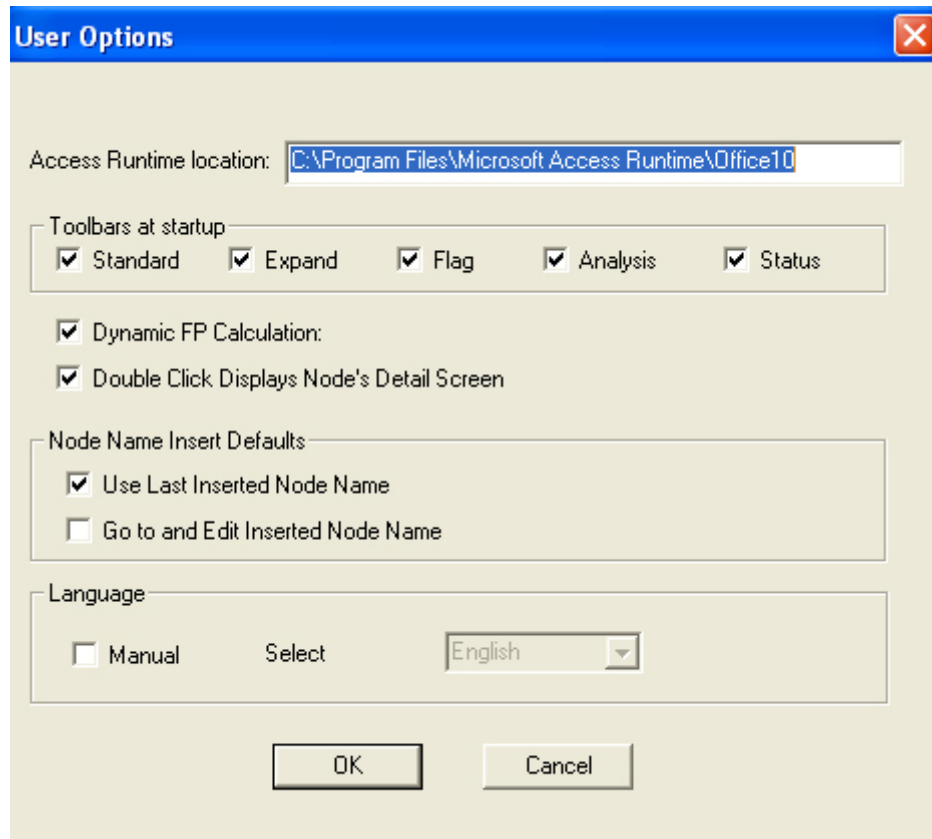 User Options
Access Runtime location: C:\Program Files\Microsoft Access Runtime\Office10
Toolbars at startup
Standard Expand Flag Analysis Status
Dynamic FP Calculation:
Double Click Displays Node's Detail Screen
Node Name Insert Defaults
Use Last Inserted Node Name
Go to and Edit Inserted Node Name
Language
Manual Select English
OK Cancel